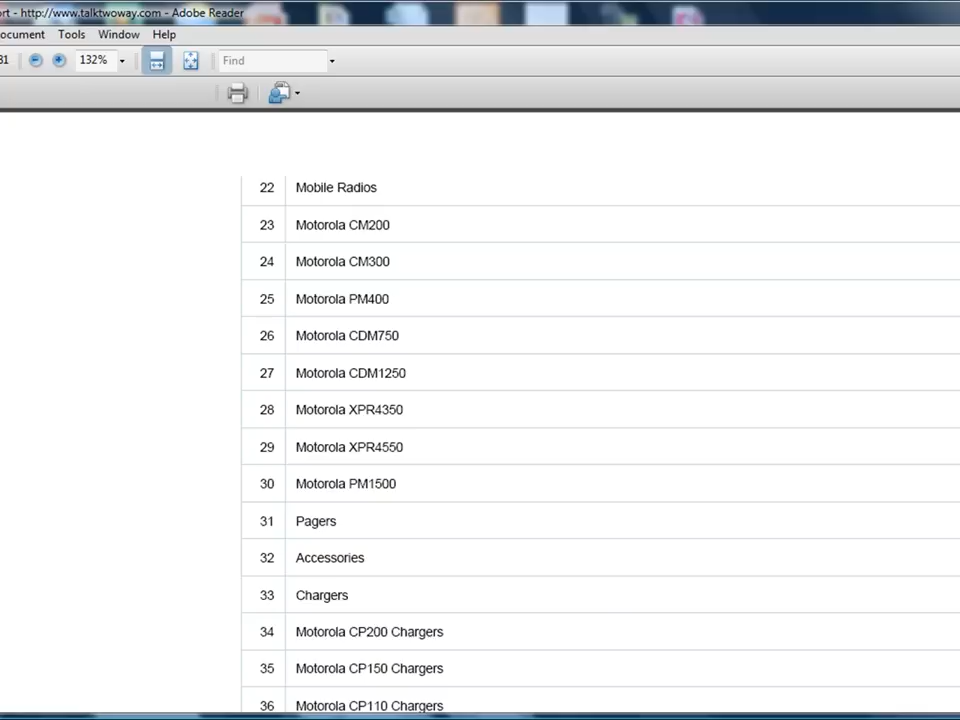 ort - http://www.talktwoway.com - Adobe Reader
ocument Tools Window Help
31 132% Find
22 Mobile Radios
23 Motorola CM200
24 Motorola CM300
25 Motorola PM400
26 Motorola CDM750
27 Motorola CDM1250
28 Motorola XPR4350
29 Motorola XPR4550
30 Motorola PM1500
31 Pagers
32 Accessories
33 Chargers
34 Motorola CP200 Chargers
35 Motorola CP150 Chargers
36 Motorola CP110 Chargers